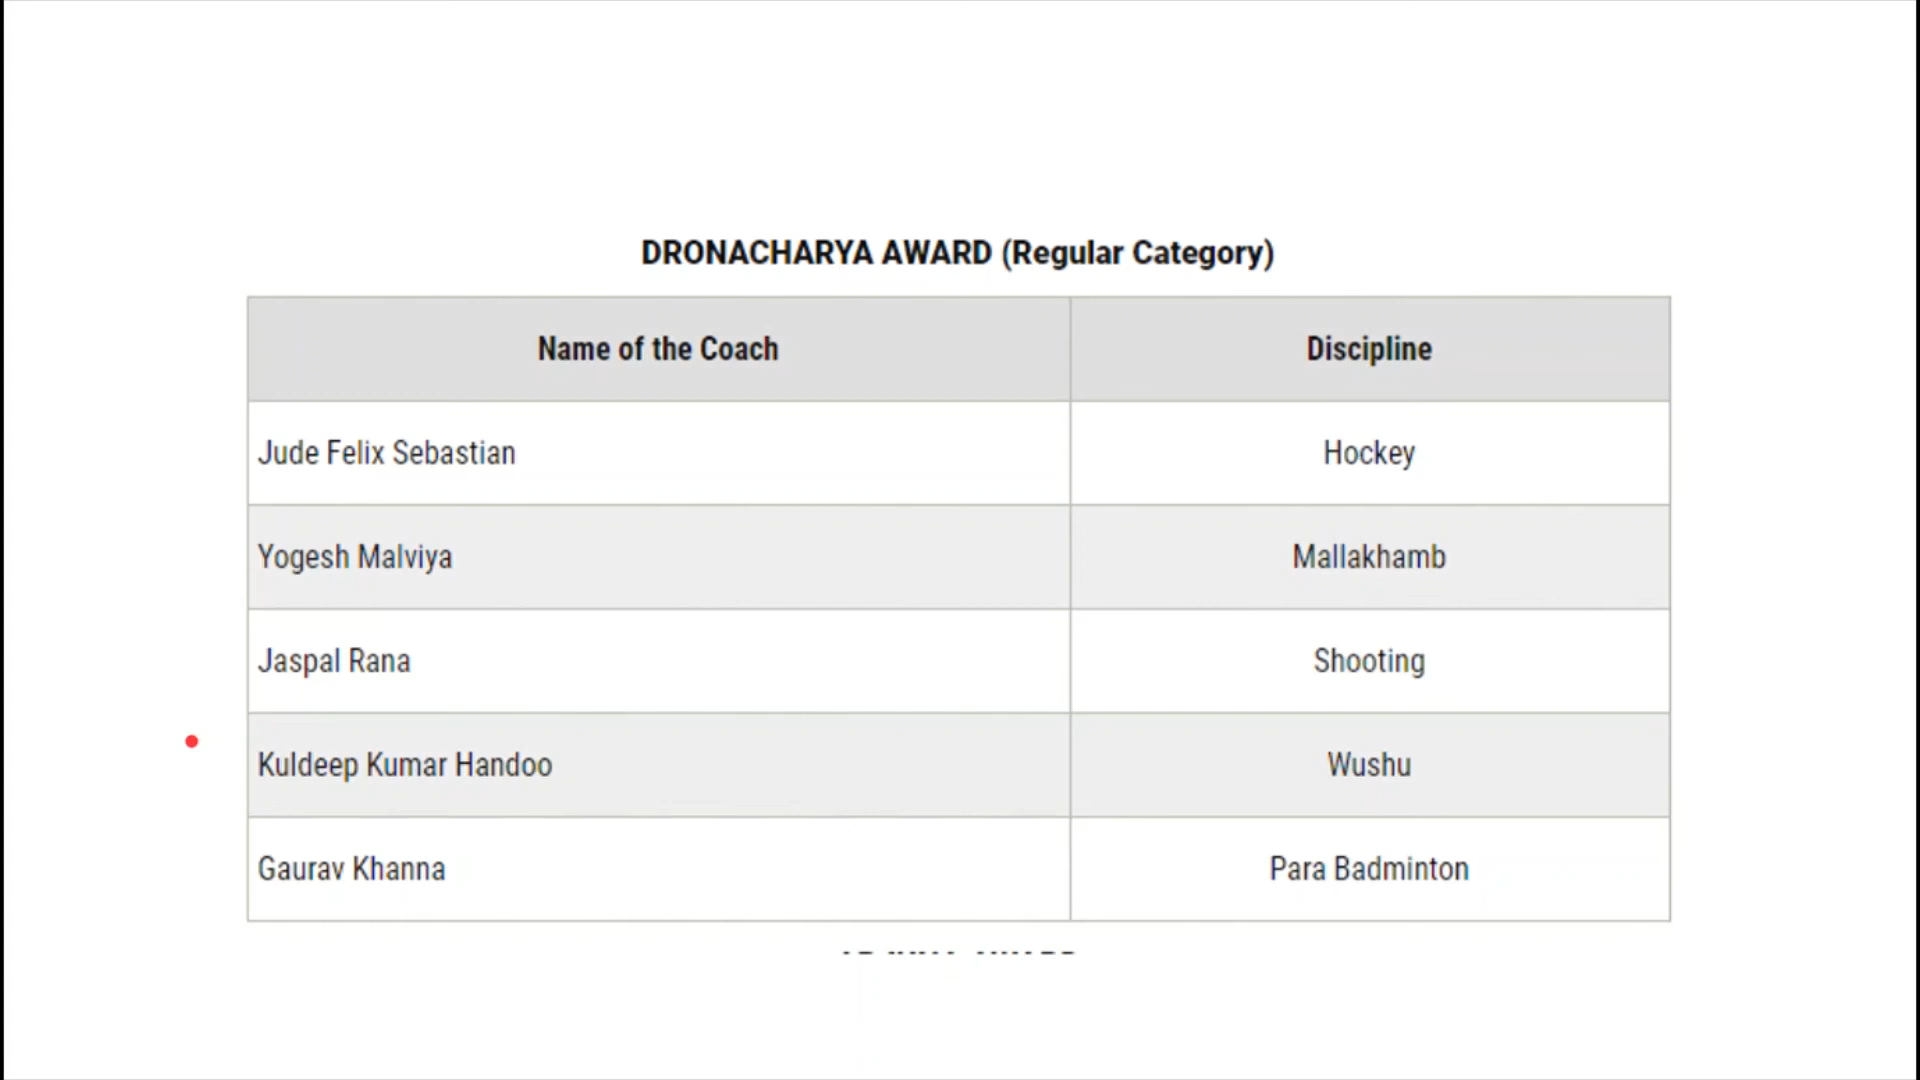 DRONACHARYA AWARD (Regular Category)
Name of the Coach Discipline
Jude Felix Sebastian Hockey
Yogesh Malviya Mallakhamb
Jaspal Rana Shooting
Kuldeep Kumar Handoo Wushu
Gaurav Khanna Para Badminton